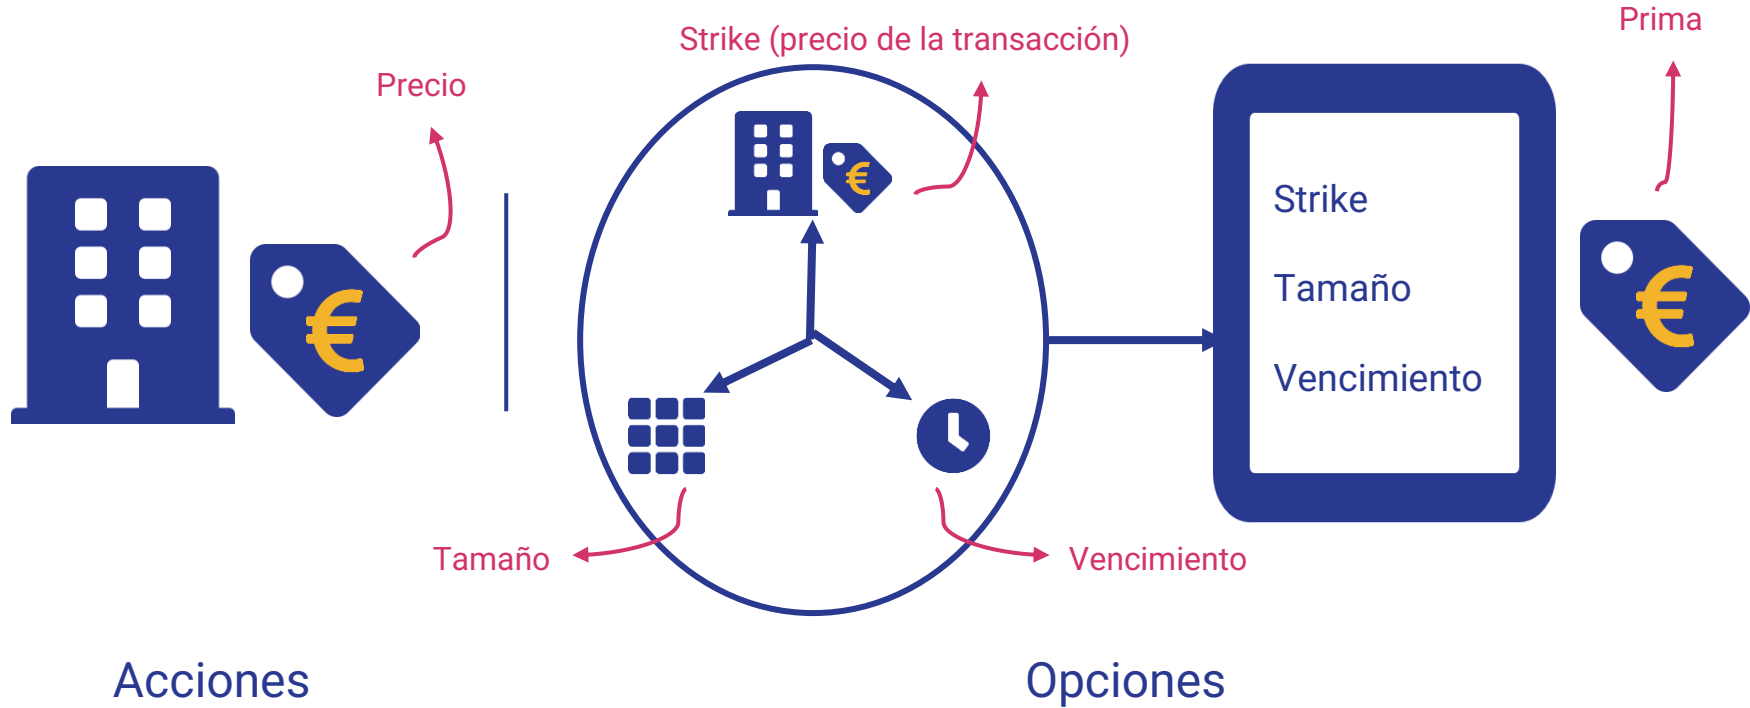 Prima
Strike (precio de la transacción)
Precio
€
€
Strike
Tamaño
Vencimiento
€
Tamaño
Vencimiento
Acciones
Opciones